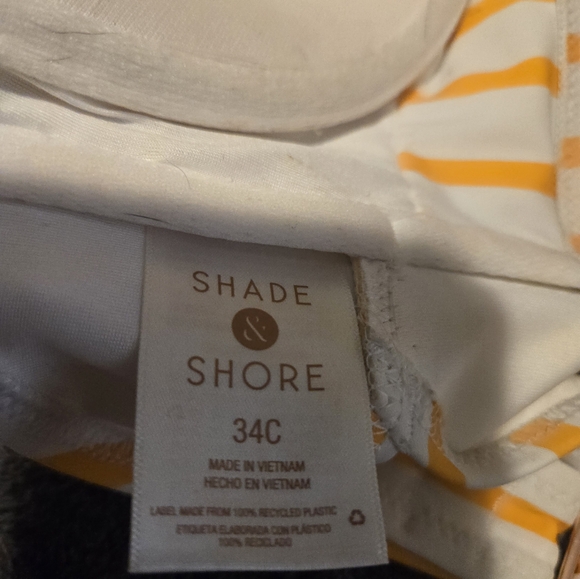 SHADE
&
SHORE
34C
MADE IN VIETNAM
HECHO EN VIETNAM
LABEL MADE FROM 100% RECYCLED PLASTIC
ETIQUETA ELABORADA CON PLÁSTICO
100% RECICLADO